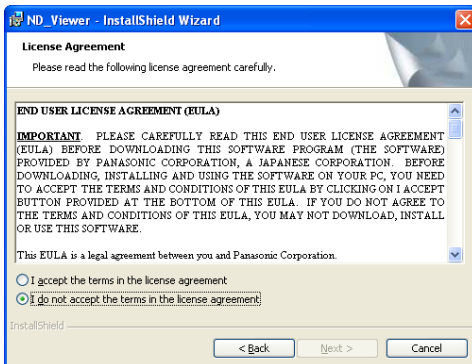 ND_Viewer - InstallShield Wizard
License Agreement
Please read the following license agreement carefully.
END USER LICENSE AGREEMENT (EULA)
IMPORTANT. PLEASE CAREFULLY READ THIS END USER LICENSE AGREEMENT
(EULA) BEFORE DOWNLOADING THIS SOFTWARE PROGRAM (THE SOFTWARE)
PROVIDED BY PANASONIC CORPORATION, A JAPANESE CORPORATION. BEFORE
DOWNLOADING, INSTALLING AND USING THE SOFTWARE ON YOUR PC, YOU NEED
TO ACCEPT THE TERMS AND CONDITIONS OF THIS EULA BY CLICKING ON I ACCEPT
BUTTON PROVIDED AT THE BOTTOM OF THIS EULA. IF YOU DO NOT AGREE TO
THE TERMS AND CONDITIONS OF THIS EULA, YOU MAY NOT DOWNLOAD, INSTALL
OR USE THIS SOFTWARE.
This EULA is a legal agreement between you and Panasonic Corporation.
I accept the terms in the license agreement
I do not accept the terms in the license agreement
InstallShield
< Back Next > Cancel